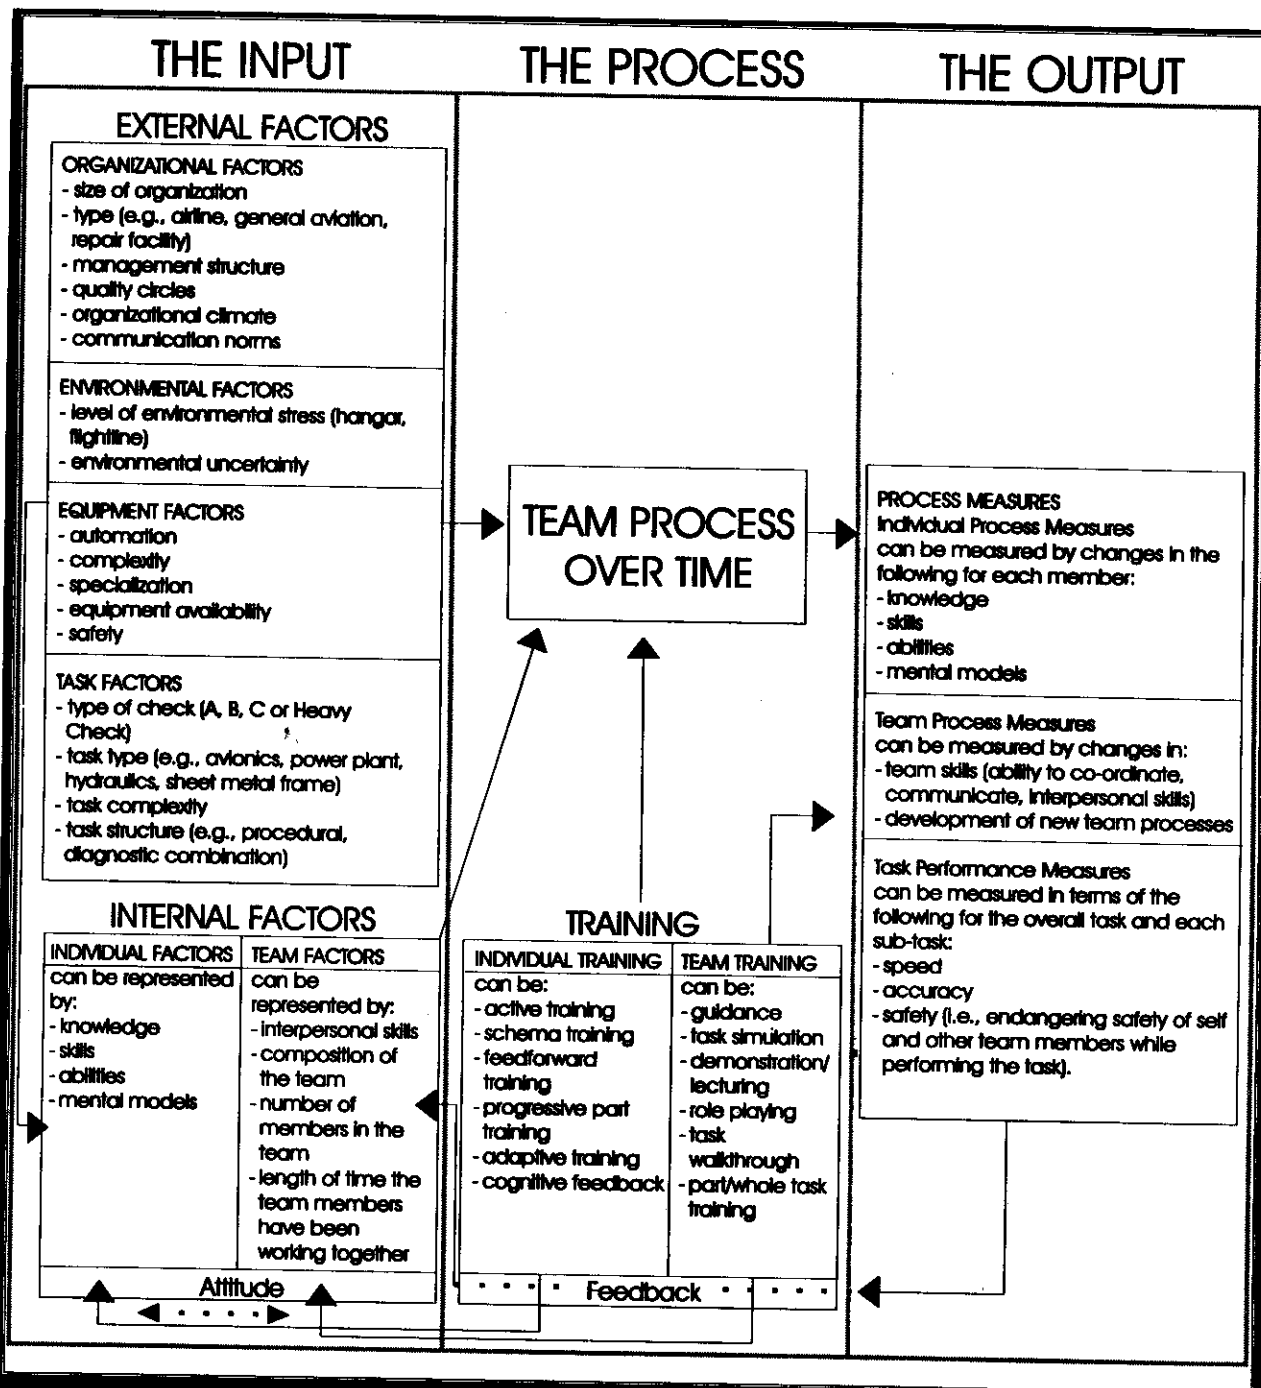 THE INPUT
THE PROCESS
THE OUTPUT
EXTERNAL FACTORS
ORGANIZATIONAL FACTORS
- size of organization
- type (e.g., airline, general aviation,
repair facility)
- management structure
- quality circles
- organizational climate
- communication norms
ENVIRONMENTAL FACTORS
- level of environmental stress (hangar,
flightline)
- environmental uncertainty
EQUIPMENT FACTORS
- automation
- complexity
- specialization
- equipment availability
- safety
TASK FACTORS
- type of check (A, B, C or Heavy
Check)
- task type (e.g., avionics, power plant,
hydraulics, sheet metal frame)
- task complexity
- task structure (e.g., procedural,
diagnostic combination)
INTERNAL FACTORS
INDIVIDUAL FACTORS
can be represented
by:
- knowledge
- skills
- abilities
- mental models
TEAM FACTORS
can be
represented by:
- interpersonal skills
- composition of
the team
- number of
members in the
team
- length of time the
team members
have been
working together
Attitude
TEAM PROCESS
OVER TIME
TRAINING
INDIVIDUAL TRAINING
can be:
- active training
- schema training
- feedforward
training
- progressive part
training
- adaptive training
- cognitive feedback
TEAM TRAINING
can be:
- guidance
- task simulation
- demonstration/
lecturing
- role playing
- task
walkthrough
- part/whole task
training
Feedback
PROCESS MEASURES
Individual Process Measures
can be measured by changes in the
following for each member:
- knowledge
- skills
- abilities
- mental models
Team Process Measures
can be measured by changes in:
- team skills (ability to co-ordinate,
communicate, interpersonal skills)
- development of new team processes
Task Performance Measures
can be measured in terms of the
following for the overall task and each
sub-task:
- speed
- accuracy
- safety (i.e., endangering safety of self
and other team members while
performing the task).